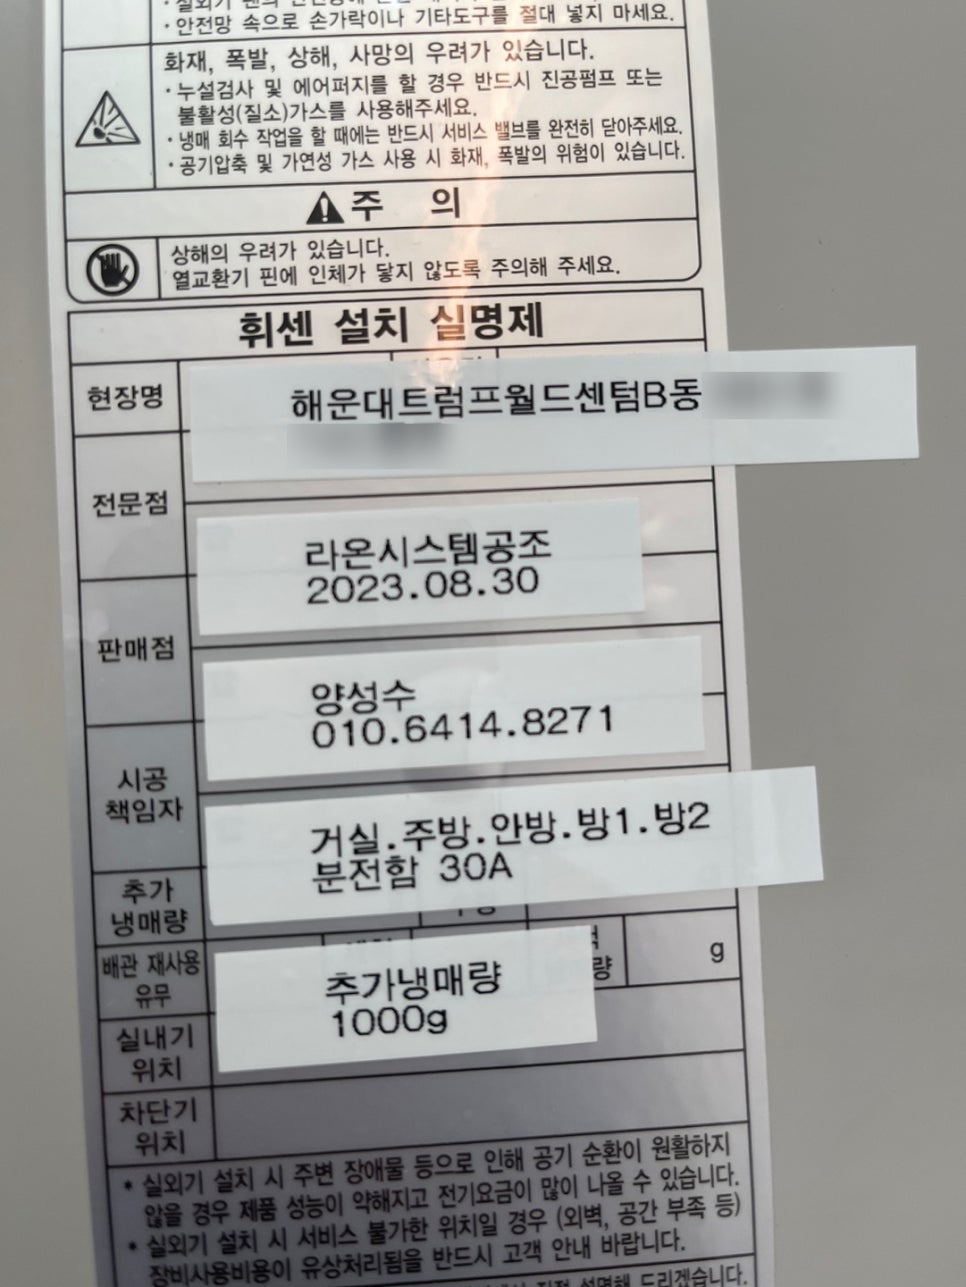 · 안전망 속으로 손가락이나 기타도구를 절대 넣지 마세요.
화재, 폭발, 상해, 사망의 우려가 있습니다.
· 누설검사 및 에어퍼지를 할 경우 반드시 진공펌프 또는
불활성(질소)가스를 사용해주세요.
· 냉매 회수 작업을 할 때에는 반드시 서비스 밸브를 완전히 닫아주세요.
· 공기압축 및 가연성 가스 사용 시 화재, 폭발의 위험이 있습니다.
주 의
상해의 우려가 있습니다.
열교환기 핀에 인체가 닿지 않도록 주의해 주세요.
휘센 설치 실명제
현장명
해운대트럼프월드센텀B동
전문점
라온시스템공조
2023.08.30
판매점
양성수
010.6414.8271
시공
책임자
거실.주방.안방.방1.방2
분전함 30A
추가
냉매량
배관 재사용
유무
추가냉매량
1000g
량
g
실내기
위치
차단기
위치
* 실외기 설치 시 주변 장애물 등으로 인해 공기 순환이 원활하지
않을 경우 제품 성능이 약해지고 전기요금이 많이 나올 수 있습니다.
* 실외기 설치 시 서비스 불가한 위치일 경우 (외벽, 공간 부족 등)
장비사용비용이 유상처리됨을 반드시 고객 안내 바랍니다.
직접 설명해 드리겠습니다.